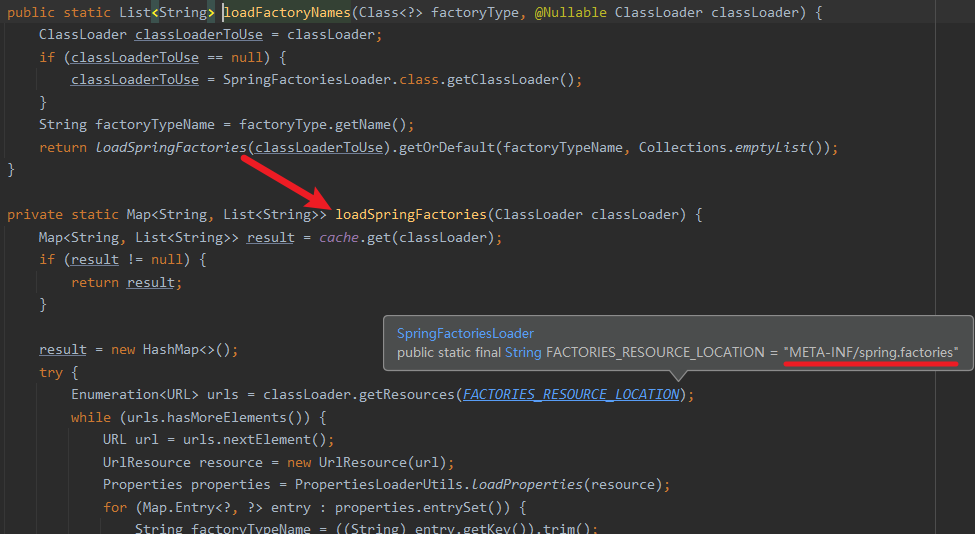 public static List<String> loadFactoryNames(Class<?> factoryType, @Nullable ClassLoader classLoader) {
ClassLoader classLoaderToUse = classLoader;
if (classLoaderToUse == null) {
classLoaderToUse = SpringFactoriesLoader.class.getClassLoader();
}
String factoryTypeName = factoryType.getName();
return loadSpringFactories(classLoaderToUse).getOrDefault(factoryTypeName, Collections.emptyList());
}
private static Map<String, List<String>> loadSpringFactories(ClassLoader classLoader) {
Map<String, List<String>> result = cache.get(classLoader);
if (result != null) {
return result;
}
SpringFactoriesLoader
public static final String FACTORIES_RESOURCE_LOCATION = "META-INF/spring.factories"
result = new HashMap<>();
try {
Enumeration<URL> urls = classLoader.getResources(FACTORIES_RESOURCE_LOCATION);
while (urls.hasMoreElements()) {
URL url = urls.nextElement();
UrlResource resource = new UrlResource(url);
Properties properties = PropertiesLoaderUtils.loadProperties(resource);
for (Map.Entry<?, ?> entry : properties.entrySet()) {
String factoryTypeName = ((String) entry.getKey()).trim();